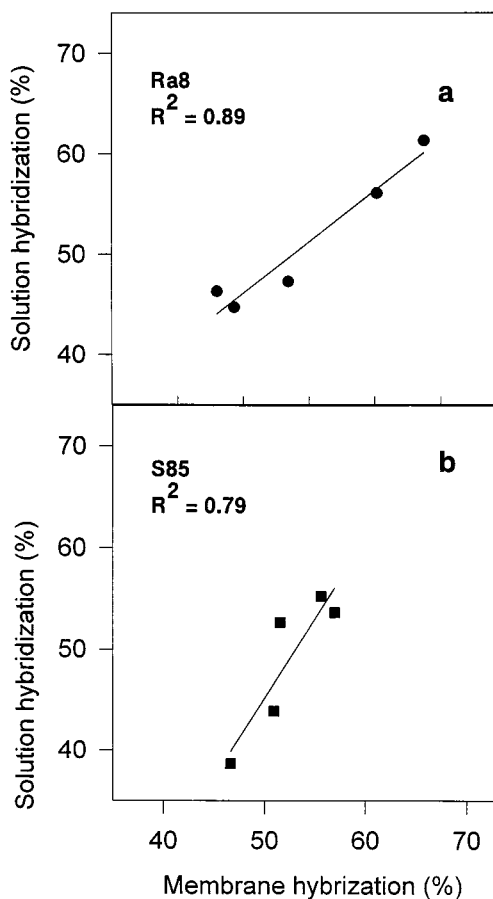 70
60
50
40
Solution hybridization (%)
Ra8
R2 = 0.89
a
70
60
50
40
Solution hybridization (%)
S85
R2 = 0.79
b
50 60 70
Membrane hybrization (%)